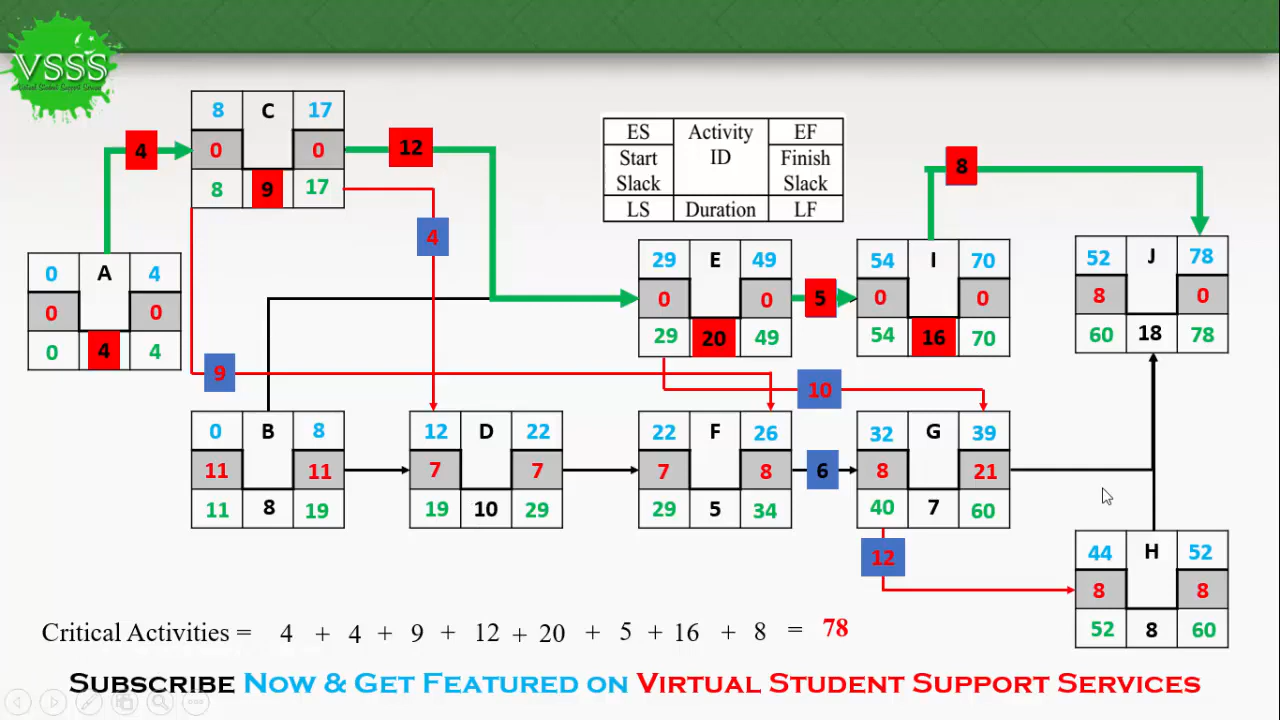 VSSS
Virtual Student Support Services
8 C 17
0 0
8 9 17
4
12
4
ES Activity ID EF
Start Slack Finish Slack
LS Duration LF
8
0 A 4
0 0
0 4 4
29 E 49
0 0
29 20 49
5
54 I 70
0 0
54 16 70
52 J 78
8 0
60 18 78
9
10
0 B 8
11 11
11 8 19
12 D 22
7 7
19 10 29
22 F 26
7 8
29 5 34
6
32 G 39
8 21
40 7 60
12
44 H 52
8 8
52 8 60
Critical Activities = 4 + 4 + 9 + 12 + 20 + 5 + 16 + 8 = 78
Subscribe Now & Get Featured on Virtual Student Support Services